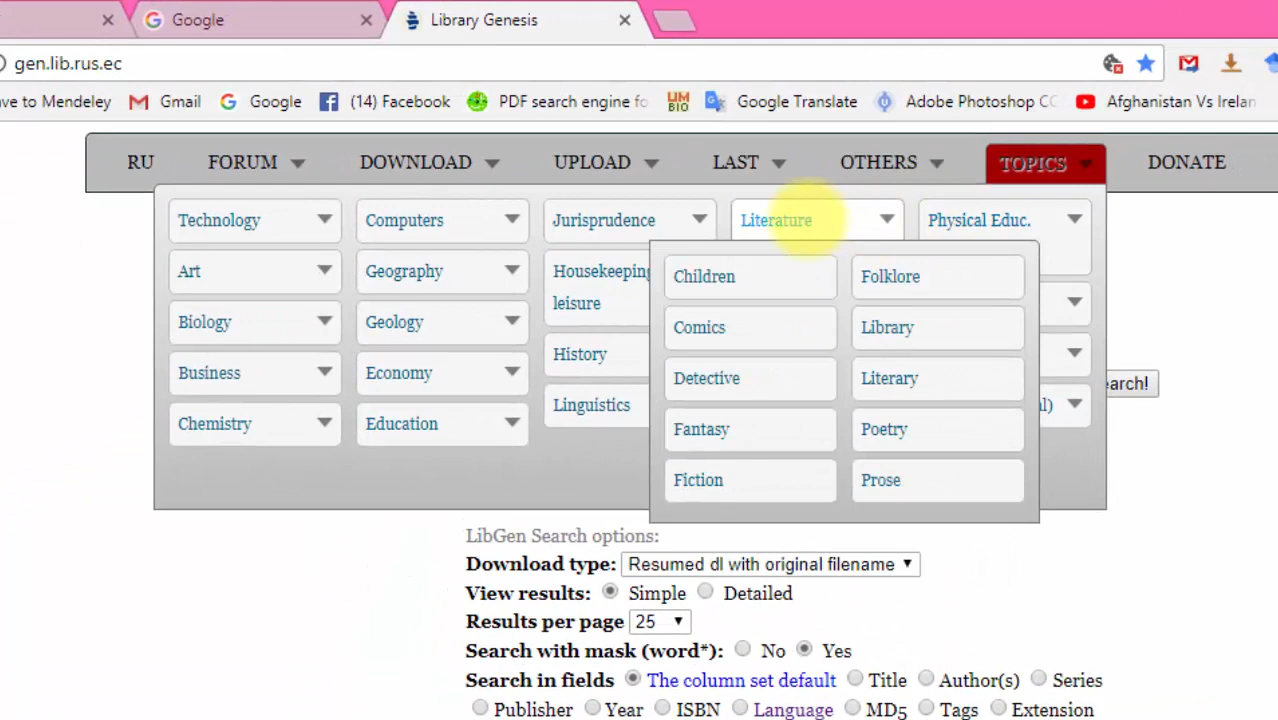 Google
Library Genesis
gen.lib.rus.ec
ave to Mendeley Gmail Google (14) Facebook PDF search engine fo Google Translate Adobe Photoshop CC Afghanistan Vs Irelan
RU FORUM DOWNLOAD UPLOAD LAST OTHERS TOPICS DONATE
Technology Computers Jurisprudence Literature Physical Educ.
Art Geography Housekeeping
leisure
Children Folklore
Biology Geology
Comics Library
History
Business Economy
Detective Literary
earch!
Linguistics
al)
Chemistry Education
Fantasy Poetry
Fiction Prose
LibGen Search options:
Download type: Resumed dl with original filename
View results: Simple Detailed
Results per page 25
Search with mask (word*): No Yes
Search in fields The column set default Title Author(s) Series
Publisher Year ISBN Language MD5 Tags Extension